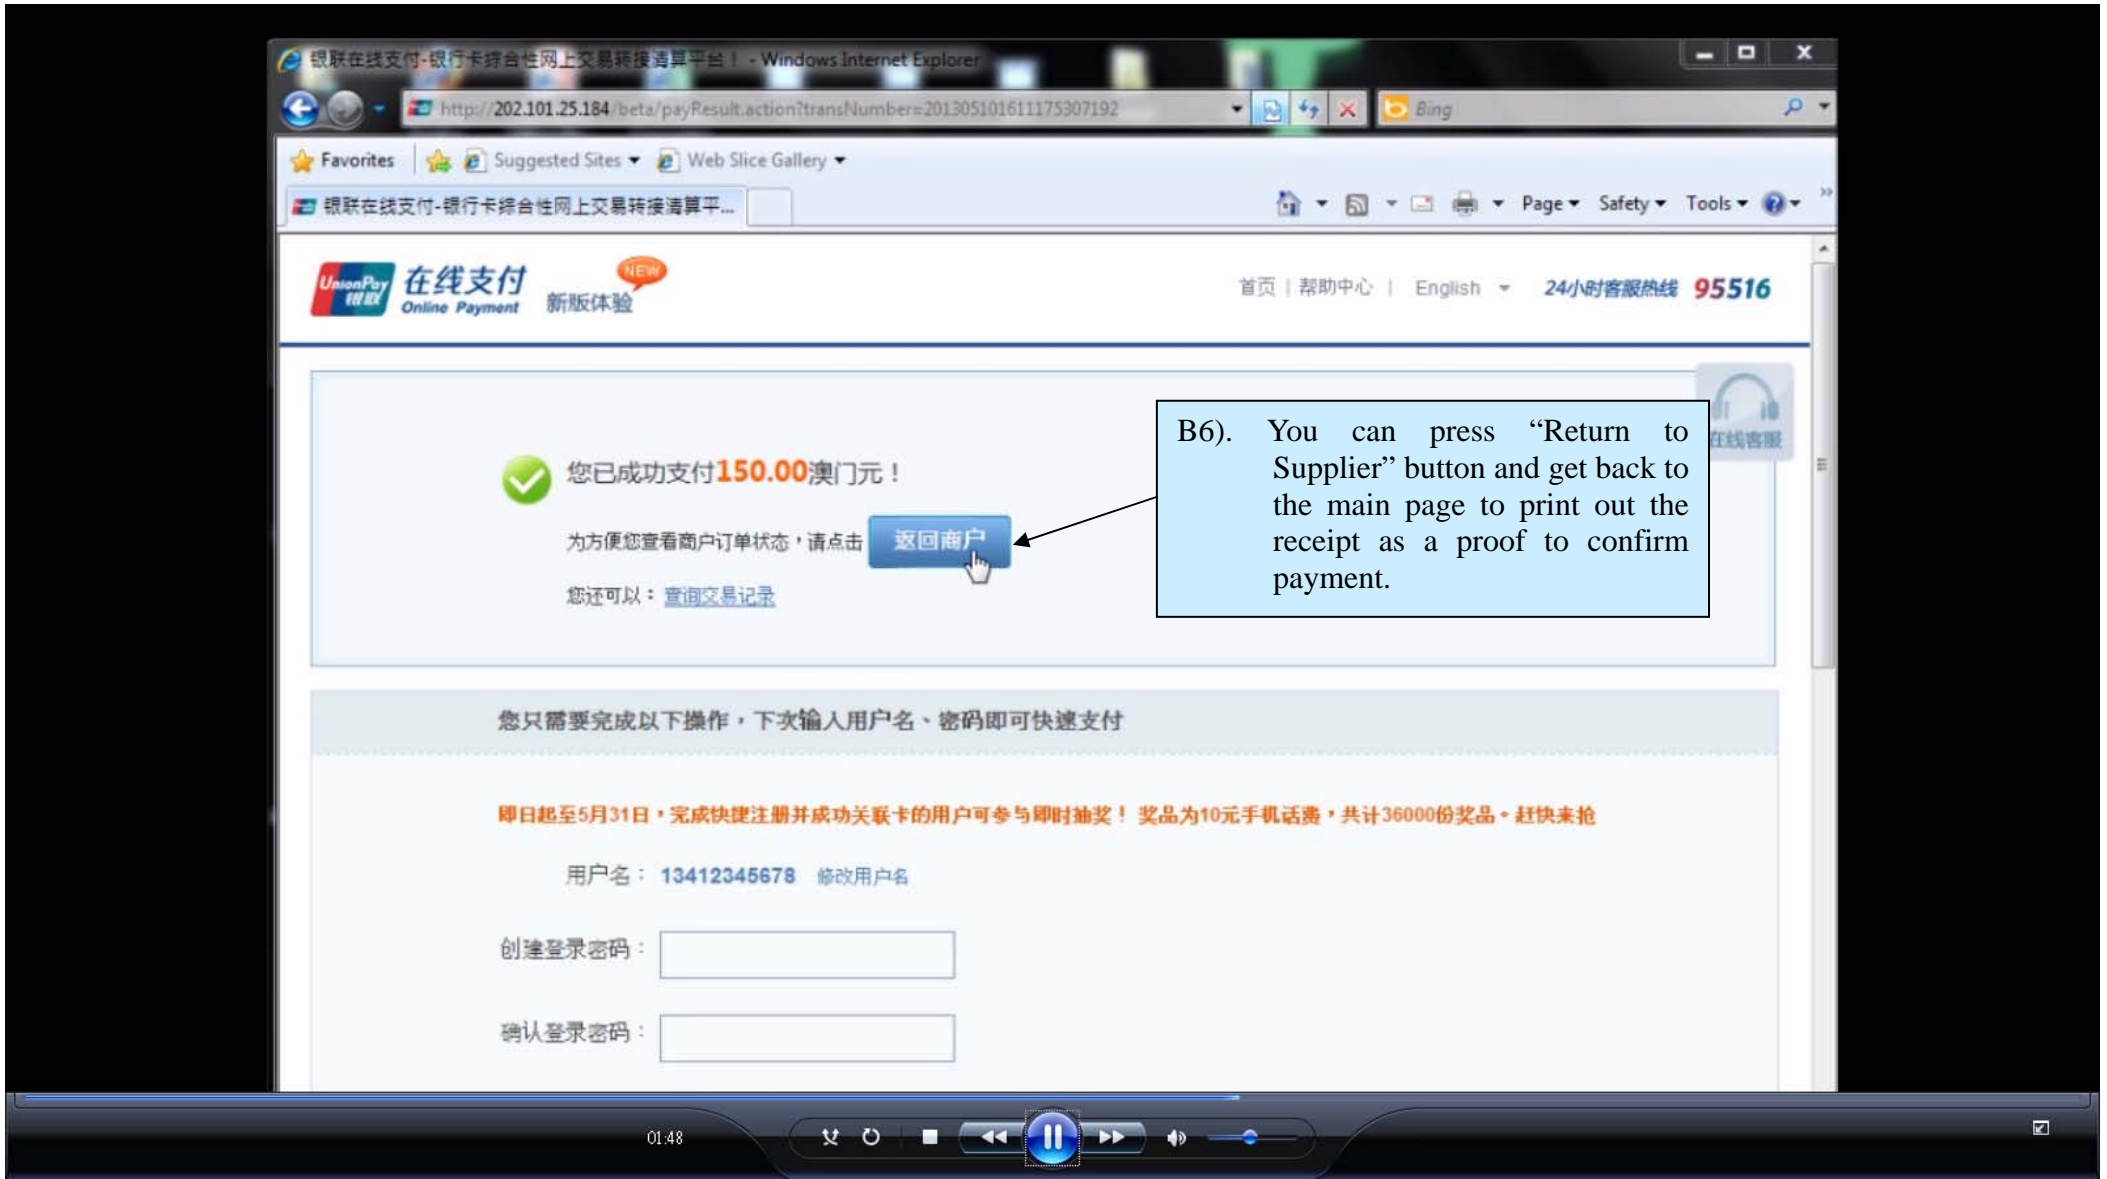 银联在线支付-银行卡综合性网上交易转接清算平台！ - Windows Internet Explorer
http://202.101.25.184/beta/payResult.action?transNumber=201305101611175307192
Bing
Favorites
Suggested Sites
Web Slice Gallery
银联在线支付-银行卡综合性网上交易转接清算平...
Page
Safety
Tools
UnionPay
银联
在线支付
Online Payment
新版体验
NEW
首页 | 帮助中心 | English
24小时客服热线 95516
在线客服
您已成功支付150.00澳门元！
为方便您查看商户订单状态，请点击 返回商户
您还可以： 查询交易记录
B6). You can press “Return to
Supplier” button and get back to
the main page to print out the
receipt as a proof to confirm
payment.
您只需要完成以下操作，下次输入用户名、密码即可快速支付
即日起至5月31日，完成快捷注册并成功关联卡的用户可参与即时抽奖！ 奖品为10元手机话费，共计36000份奖品。赶快来抢
用户名： 13412345678 修改用户名
创建登录密码：
确认登录密码：
01:48